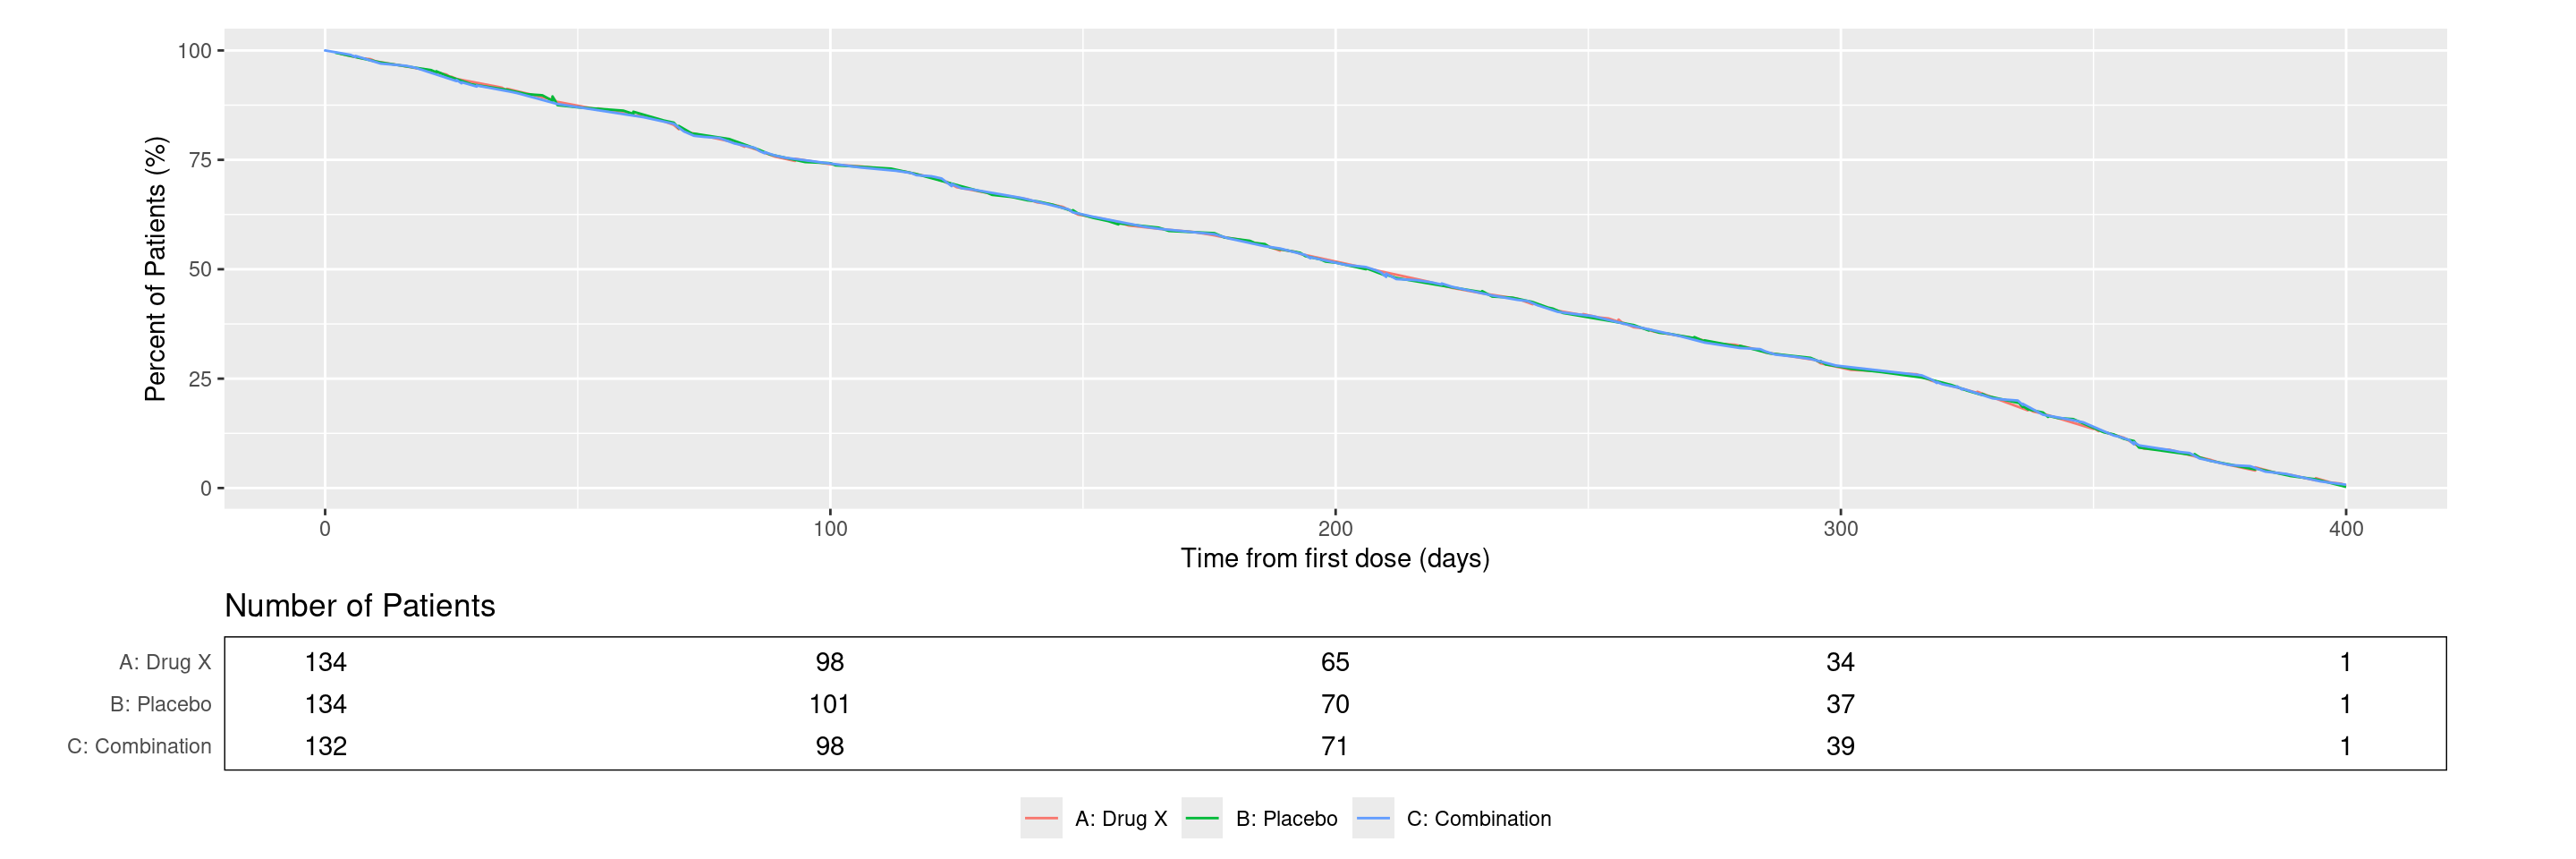 100
75
50
25
0
Percent of Patients (%)
0 100 200 300 400
Time from first dose (days)
Number of Patients
A: Drug X 134 98 65 34 1
B: Placebo 134 101 70 37 1
C: Combination 132 98 71 39 1
A: Drug X B: Placebo C: Combination